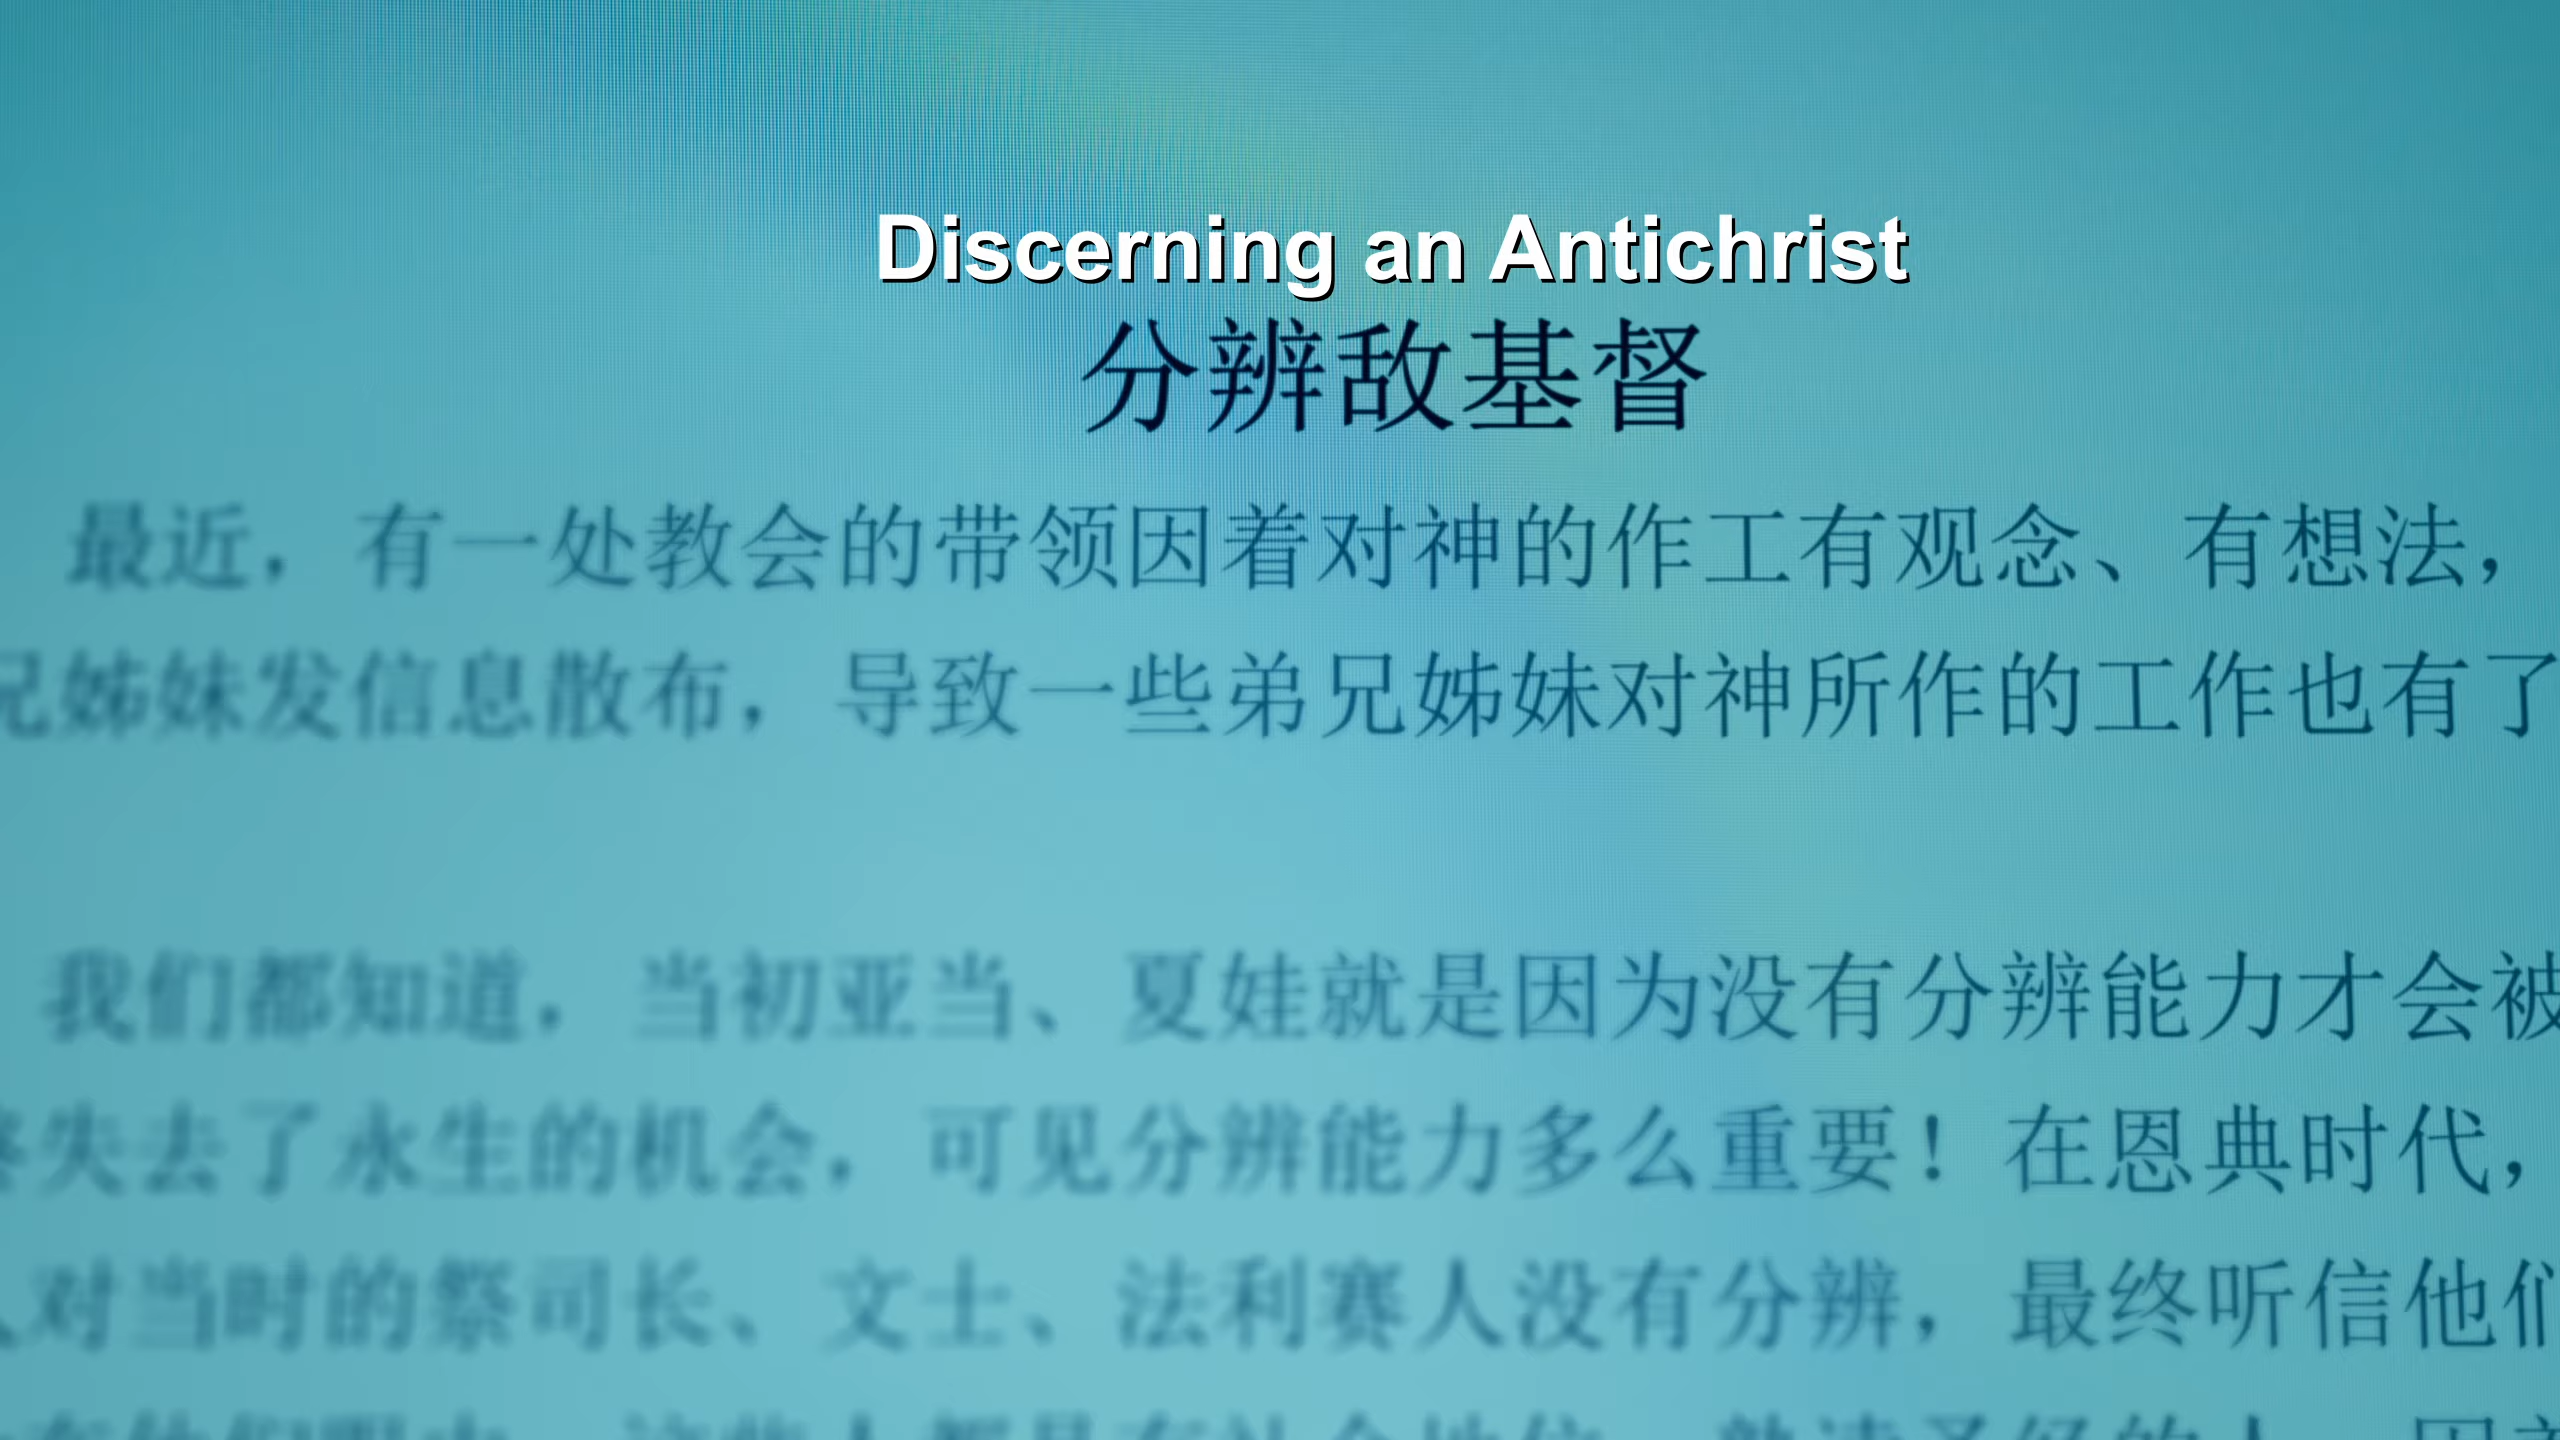 Discerning an Antichrist
分辨敌基督
最近，有一处教会的带领因着对神的作工有观念、有想法，
兄姊妹发信息散布，导致一些弟兄姊妹对神所作的工作也有了
我们都知道，当初亚当、夏娃就是因为没有分辨能力才会被
终失去了永生的机会，可见分辨能力多么重要！在恩典时代，
人对当时的祭司长、文士、法利赛人没有分辨，最终听信他们